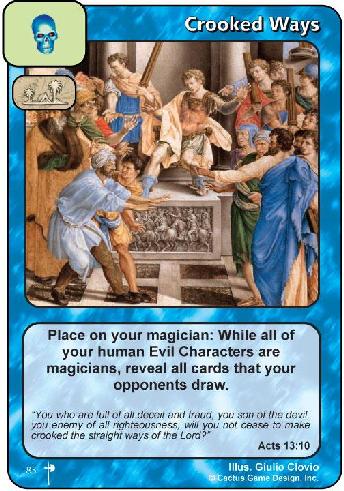 Crooked Ways
Place on your magician: While all of
your human Evil Characters are
magicians, reveal all cards that your
opponents draw.
"You who are full of all deceit and fraud, you son of the devil,
you enemy of all righteousness, will you not cease to make
crooked the straight ways of the Lord?"
Acts 13:10
Illus. Giulio Clovio
© Cactus Game Design, Inc.